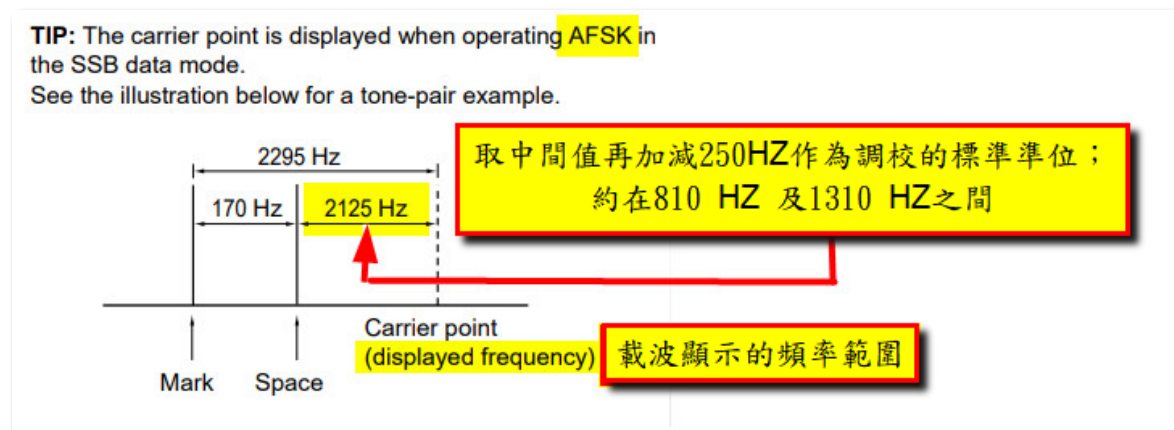 TIP: The carrier point is displayed when operating AFSK in
the SSB data mode.
See the illustration below for a tone-pair example.
2295 Hz
170 Hz
2125 Hz
取中間值再加減250HZ作為調校的標準準位；
約在810 HZ 及1310 HZ之間
Carrier point
(displayed frequency)
載波顯示的頻率範圍
Mark
Space